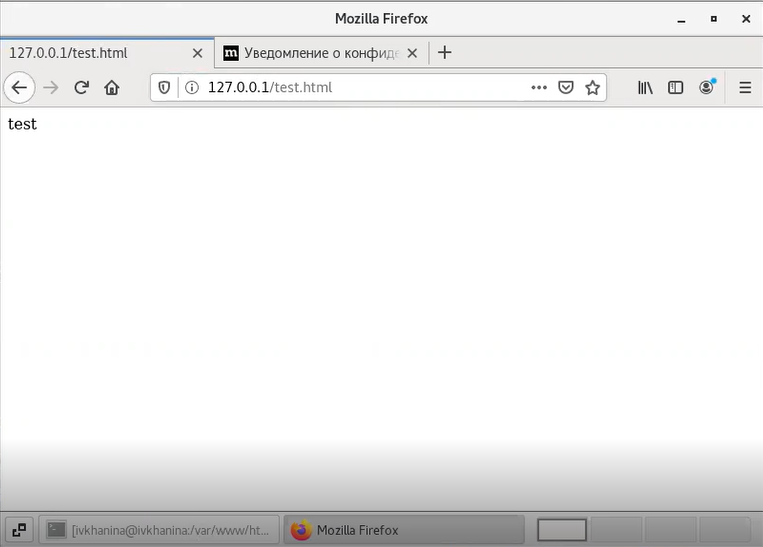 Mozilla Firefox
127.0.0.1/test.html
m Уведомление о конфиде
127.0.0.1/test.html
test
[ivkhanina@ivkhanina:/var/www/ht...
Mozilla Firefox